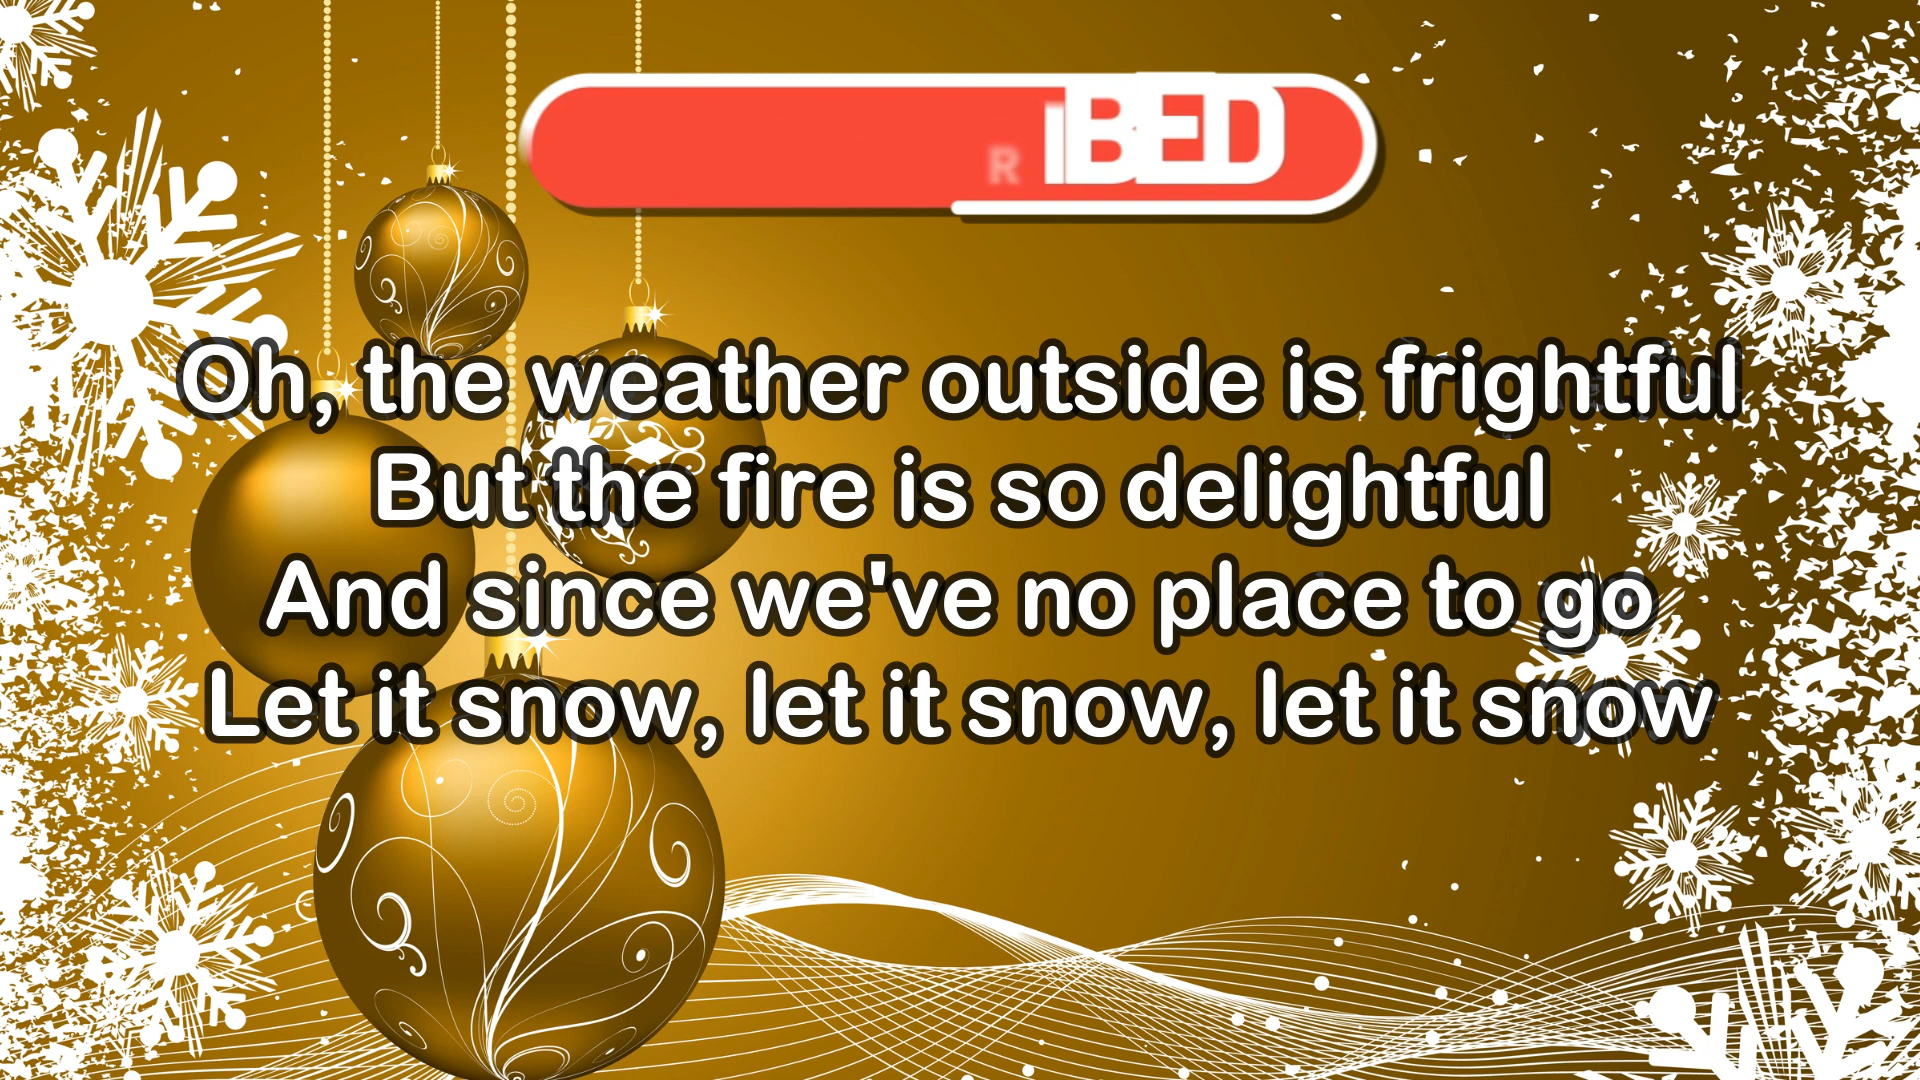 BED
Oh, the weather outside is frightful
But the fire is so delightful
And since we've no place to go
Let it snow, let it snow, let it snow